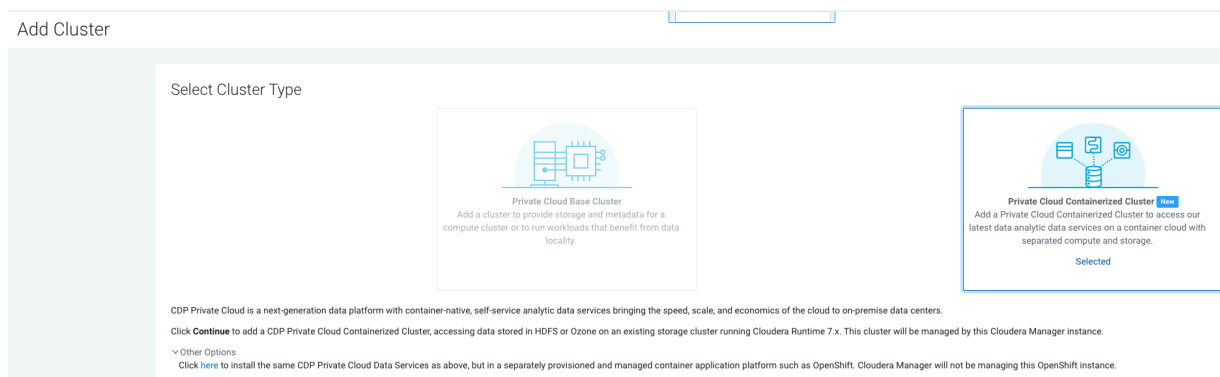 Add Cluster
Select Cluster Type
Private Cloud Base Cluster
Add a cluster to provide storage and metadata for a
compute cluster or to run workloads that benefit from data
locality.
Private Cloud Containerized Cluster New
Add a Private Cloud Containerized Cluster to access our
latest data analytic data services on a container cloud with
separated compute and storage.
Selected
CDP Private Cloud is a next-generation data platform with container-native, self-service analytic data services bringing the speed, scale, and economics of the cloud to on-premise data centers.
Click Continue to add a CDP Private Cloud Containerized Cluster, accessing data stored in HDFS or Ozone on an existing storage cluster running Cloudera Runtime 7.x. This cluster will be managed by this Cloudera Manager instance.
Other Options
Click here to install the same CDP Private Cloud Data Services as above, but in a separately provisioned and managed container application platform such as OpenShift. Cloudera Manager will not be managing this OpenShift instance.